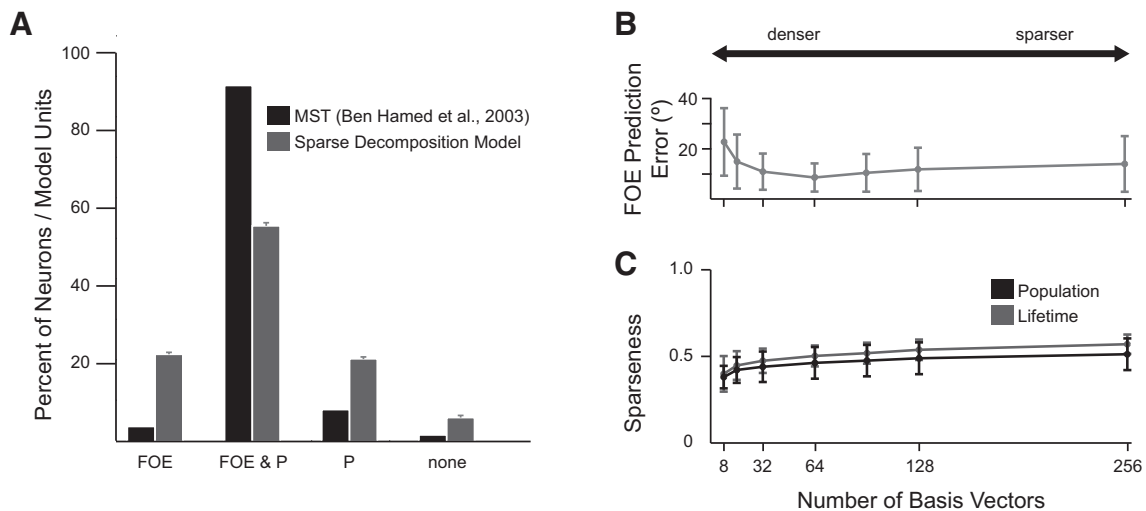 A
100
80
60
40
20
Percent of Neurons / Model Units
MST (Ben Hamed et al., 2003)
Sparse Decomposition Model
FOE
FOE & P
P
none
B
denser
sparser
FOE Prediction
Error (º)
40
20
C
1.0
0.5
0
Sparseness
Population
Lifetime
8
32
64
128
256
Number of Basis Vectors